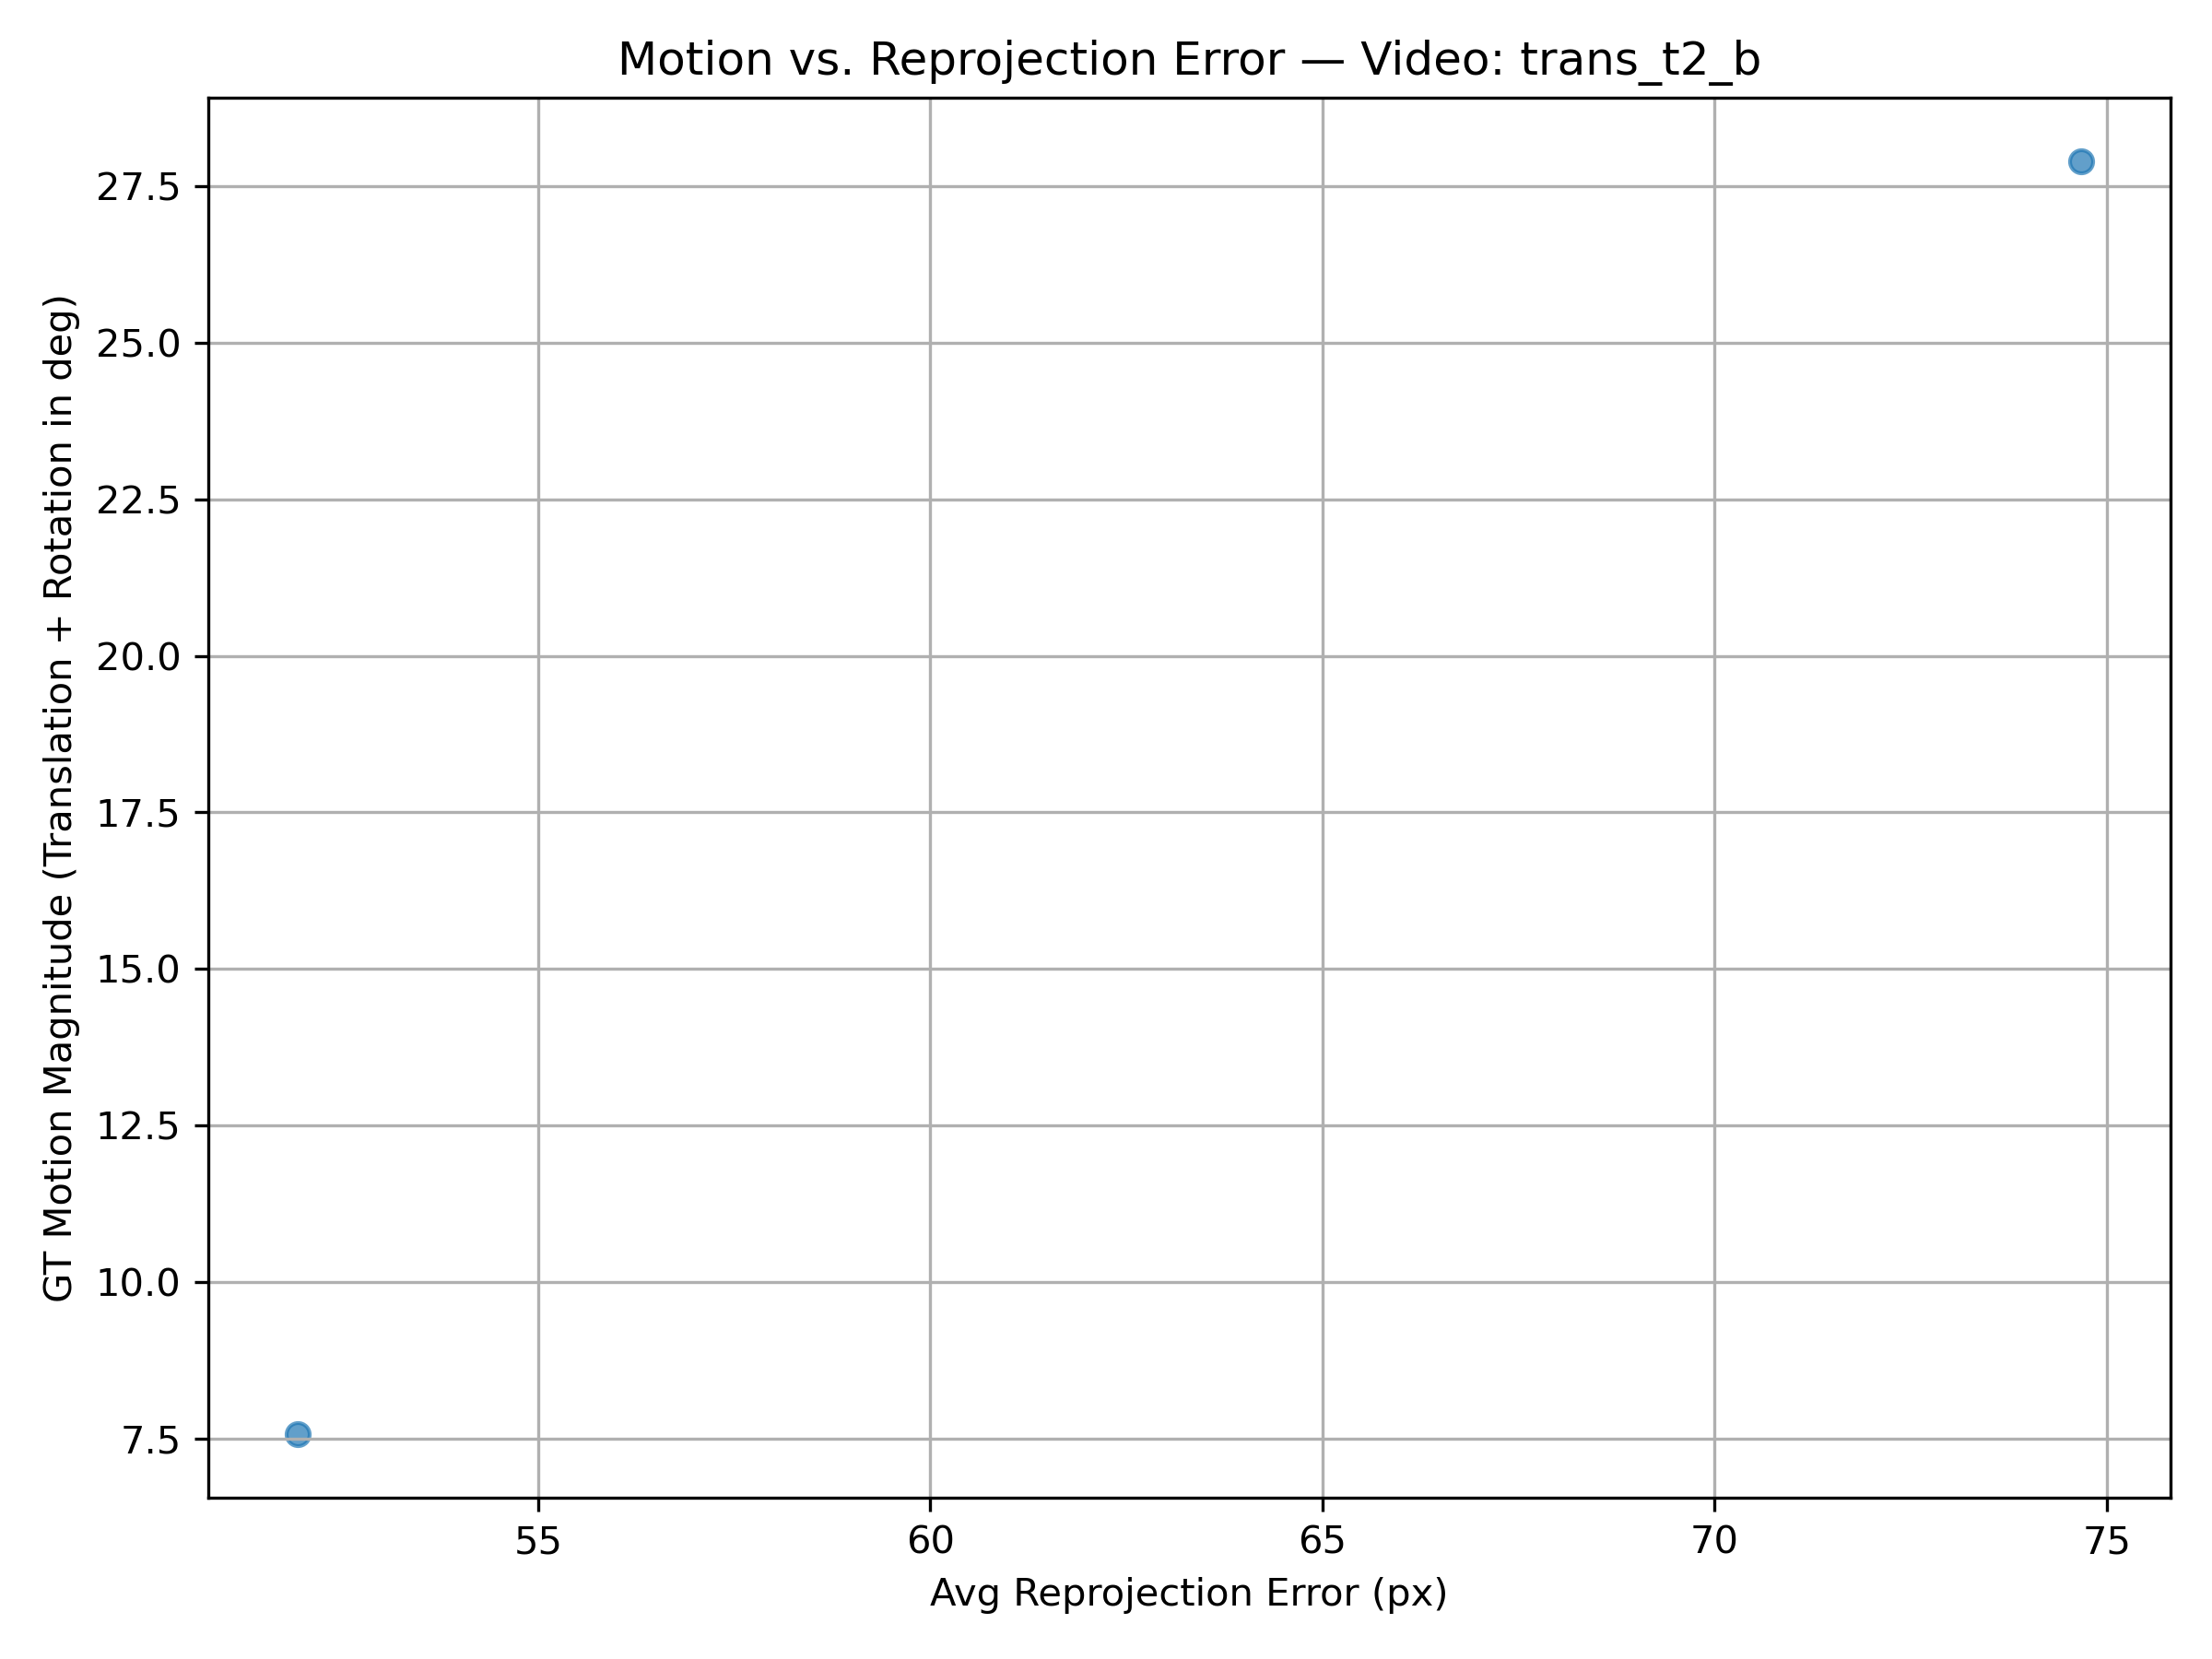 Motion vs. Reprojection Error — Video: trans_t2_b
GT Motion Magnitude (Translation + Rotation in deg)
27.5
25.0
22.5
20.0
17.5
15.0
12.5
10.0
7.5
55 60 65 70 75
Avg Reprojection Error (px)